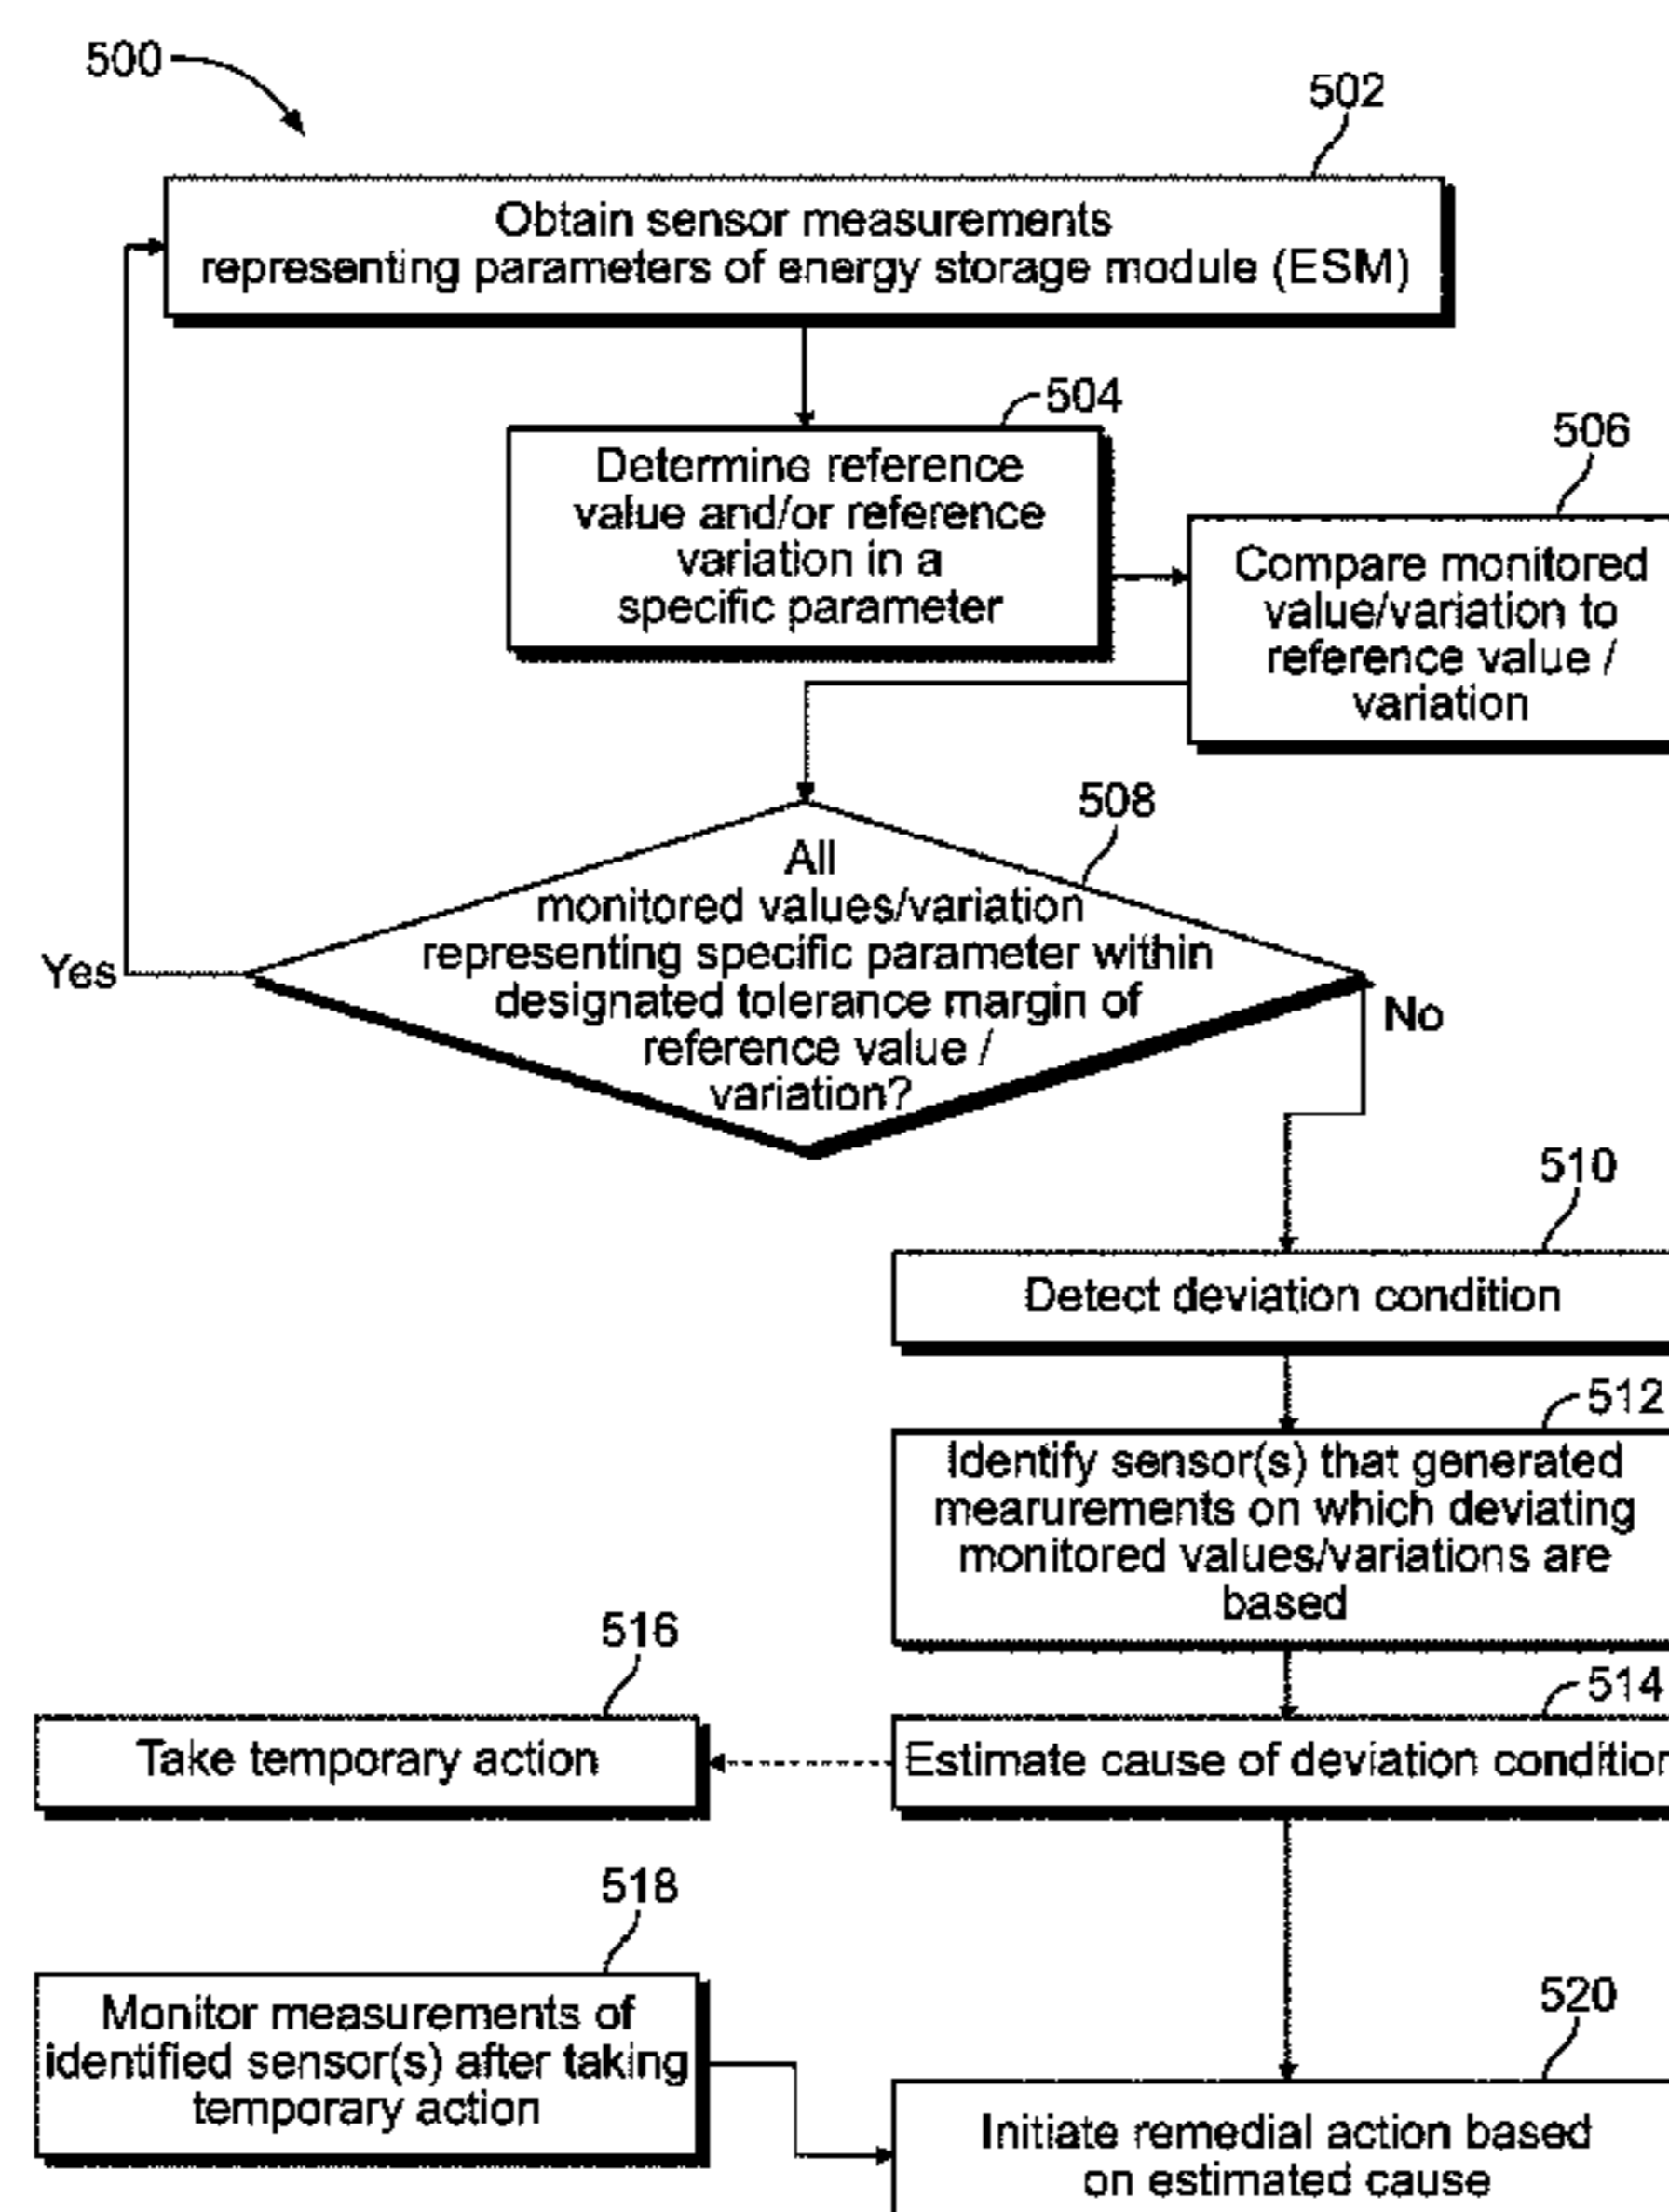 500
502
Obtain sensor measurements
representing parameters of energy storage module (ESM)
504
Determine reference
value and/or reference
variation in a
specific parameter
506
Compare monitored
value/variation to
reference value /
variation
508
All
monitored values/variation
representing specific parameter within
designated tolerance margin of
reference value /
variation?
Yes
No
510
Detect deviation condition
512
Identify sensor(s) that generated
mearurements on which deviating
monitored values/variations are
based
514
Estimate cause of deviation condition
516
Take temporary action
518
Monitor measurements of
identified sensor(s) after taking
temporary action
520
Initiate remedial action based
on estimated cause